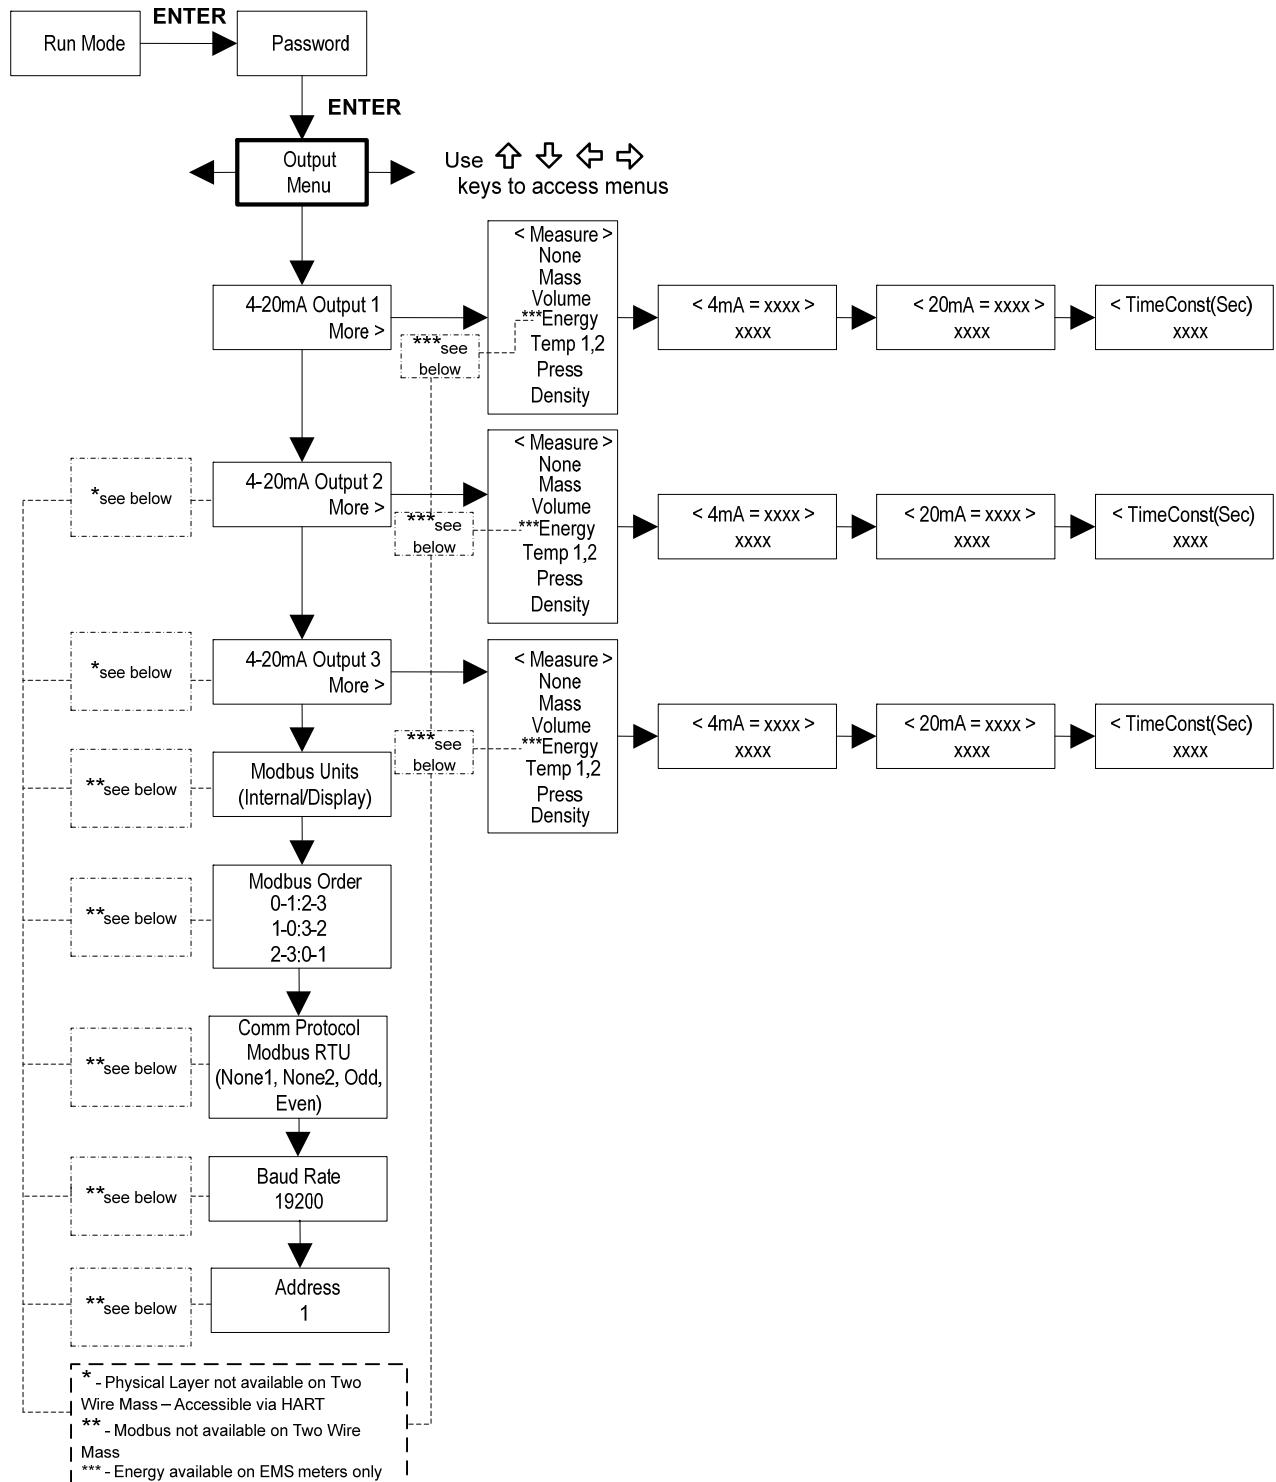 ENTER
Run Mode
Password
ENTER
Output
Menu
Use
keys to access menus
4-20mA Output 1
More >
***see
below
< Measure >
None
Mass
Volume
***Energy
Temp 1,2
Press
Density
< 4mA = xxxx >
xxxx
< 20mA = xxxx >
xxxx
< TimeConst(Sec)
xxxx
*see below
4-20mA Output 2
More >
***see
below
< Measure >
None
Mass
Volume
***Energy
Temp 1,2
Press
Density
< 4mA = xxxx >
xxxx
< 20mA = xxxx >
xxxx
< TimeConst(Sec)
xxxx
*see below
4-20mA Output 3
More >
***see
below
< Measure >
None
Mass
Volume
***Energy
Temp 1,2
Press
Density
< 4mA = xxxx >
xxxx
< 20mA = xxxx >
xxxx
< TimeConst(Sec)
xxxx
**see below
Modbus Units
(Internal/Display)
**see below
Modbus Order
0-1:2-3
1-0:3-2
2-3:0-1
**see below
Comm Protocol
Modbus RTU
(None1, None2, Odd,
Even)
**see below
Baud Rate
19200
**see below
Address
1
* - Physical Layer not available on Two
Wire Mass – Accessible via HART
** - Modbus not available on Two Wire
Mass
*** - Energy available on EMS meters only